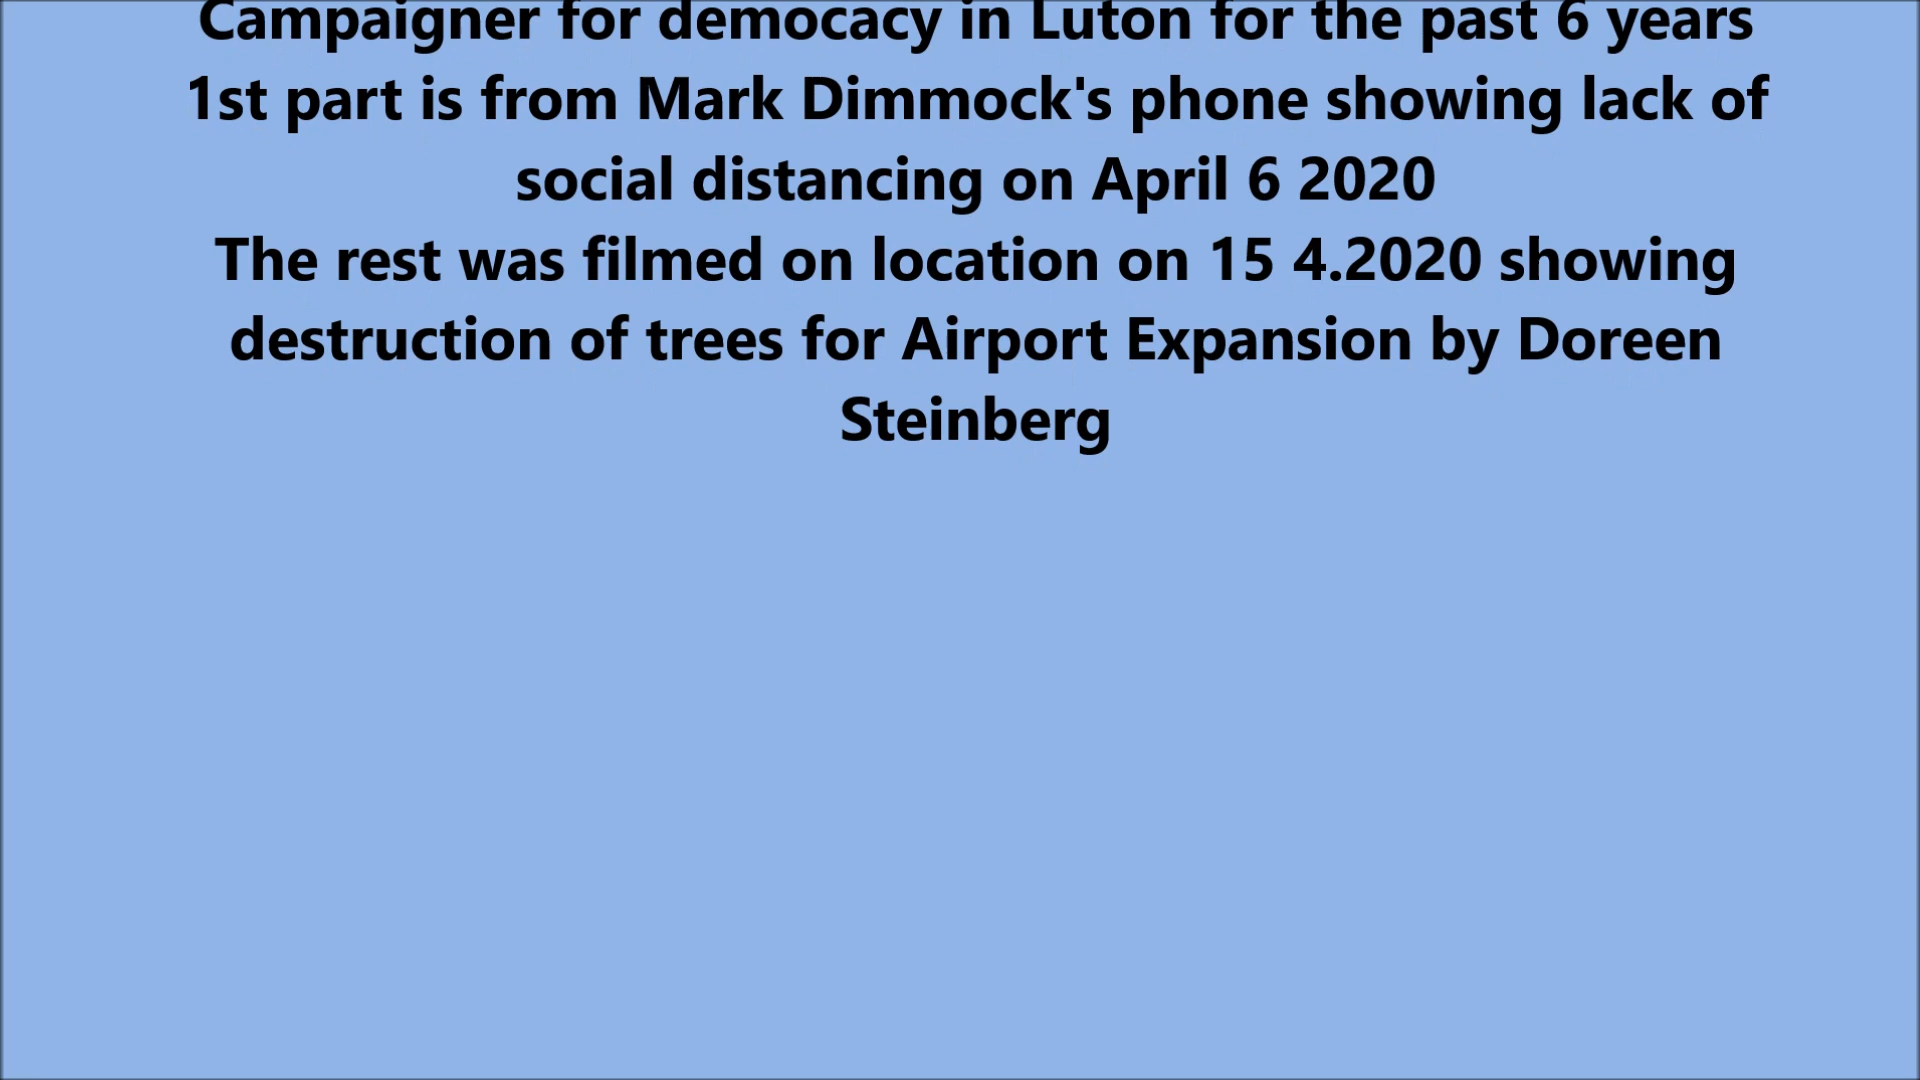 Campaigner for democacy in Luton for the past 6 years
1st part is from Mark Dimmock's phone showing lack of
social distancing on April 6 2020
The rest was filmed on location on 15 4.2020 showing
destruction of trees for Airport Expansion by Doreen
Steinberg